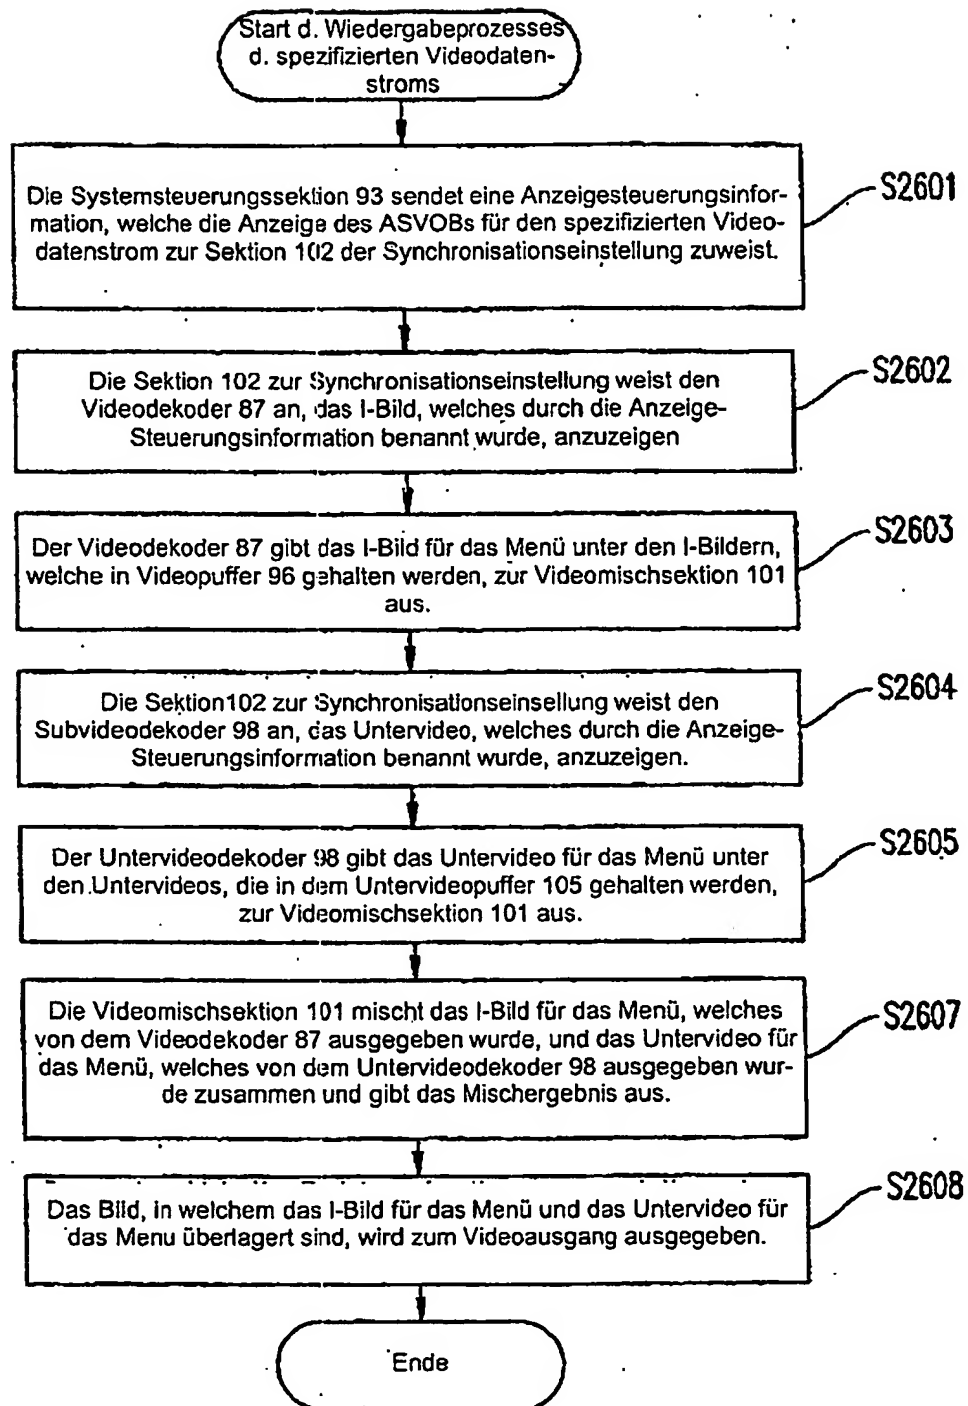 Start d. Wiedergabeprozesses
d. spezifizierten Videodaten-
stroms
Die Systemsteuerungssektion 93 sendet eine Anzeigesteuerungsinfor-
mation, welche die Anzeige des ASVOBs für den spezifizierten Video-
datenstrom zur Sektion 102 der Synchronisationseinstellung zuweist.
S2601
Die Sektion 102 zur Synchronisationseinstellung weist den
Videodekoder 87 an, das I-Bild, welches durch die Anzeige-
Steuerungsinformation benannt wurde, anzuzeigen
S2602
Der Videodekoder 87 gibt das I-Bild für das Menü unter den I-Bildern,
welche in Videopuffer 96 gehalten werden, zur Videomischsektion 101
aus.
S2603
Die Sektion102 zur Synchronisationseinsellung weist den
Subvideodekoder 98 an, das Untervideo, welches durch die Anzeige-
Steuerungsinformation benannt wurde, anzuzeigen.
S2604
Der Untervideodekoder 98 gibt das Untervideo für das Menü unter
den Untervideos, die in dem Untervideopuffer 105 gehalten werden,
zur Videomischsektion 101 aus.
S2605
Die Videomischsektion 101 mischt das I-Bild für das Menü, welches
von dem Videodekoder 87 ausgegeben wurde, und das Untervideo für
das Menü, welches von dem Untervideodekoder 98 ausgegeben wur-
de zusammen und gibt das Mischergebnis aus.
S2607
Das Bild, in welchem das I-Bild für das Menü und das Untervideo für
das Menu überlagert sind, wird zum Videoausgang ausgegeben.
S2608
Ende